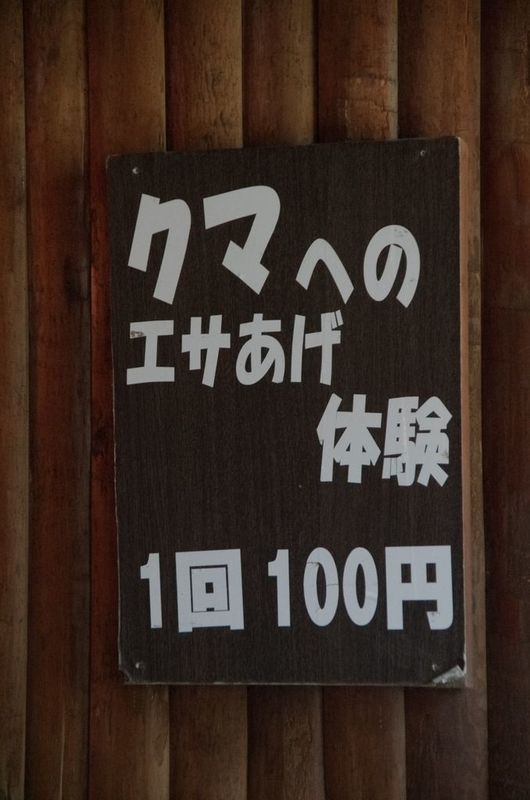 クマへの
エサあげ
体験
1回 100円